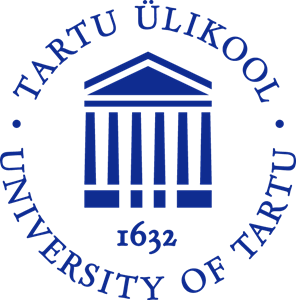 TARTU ÜLIKOOL
1632
• UNIVERSITY OF TARTU •